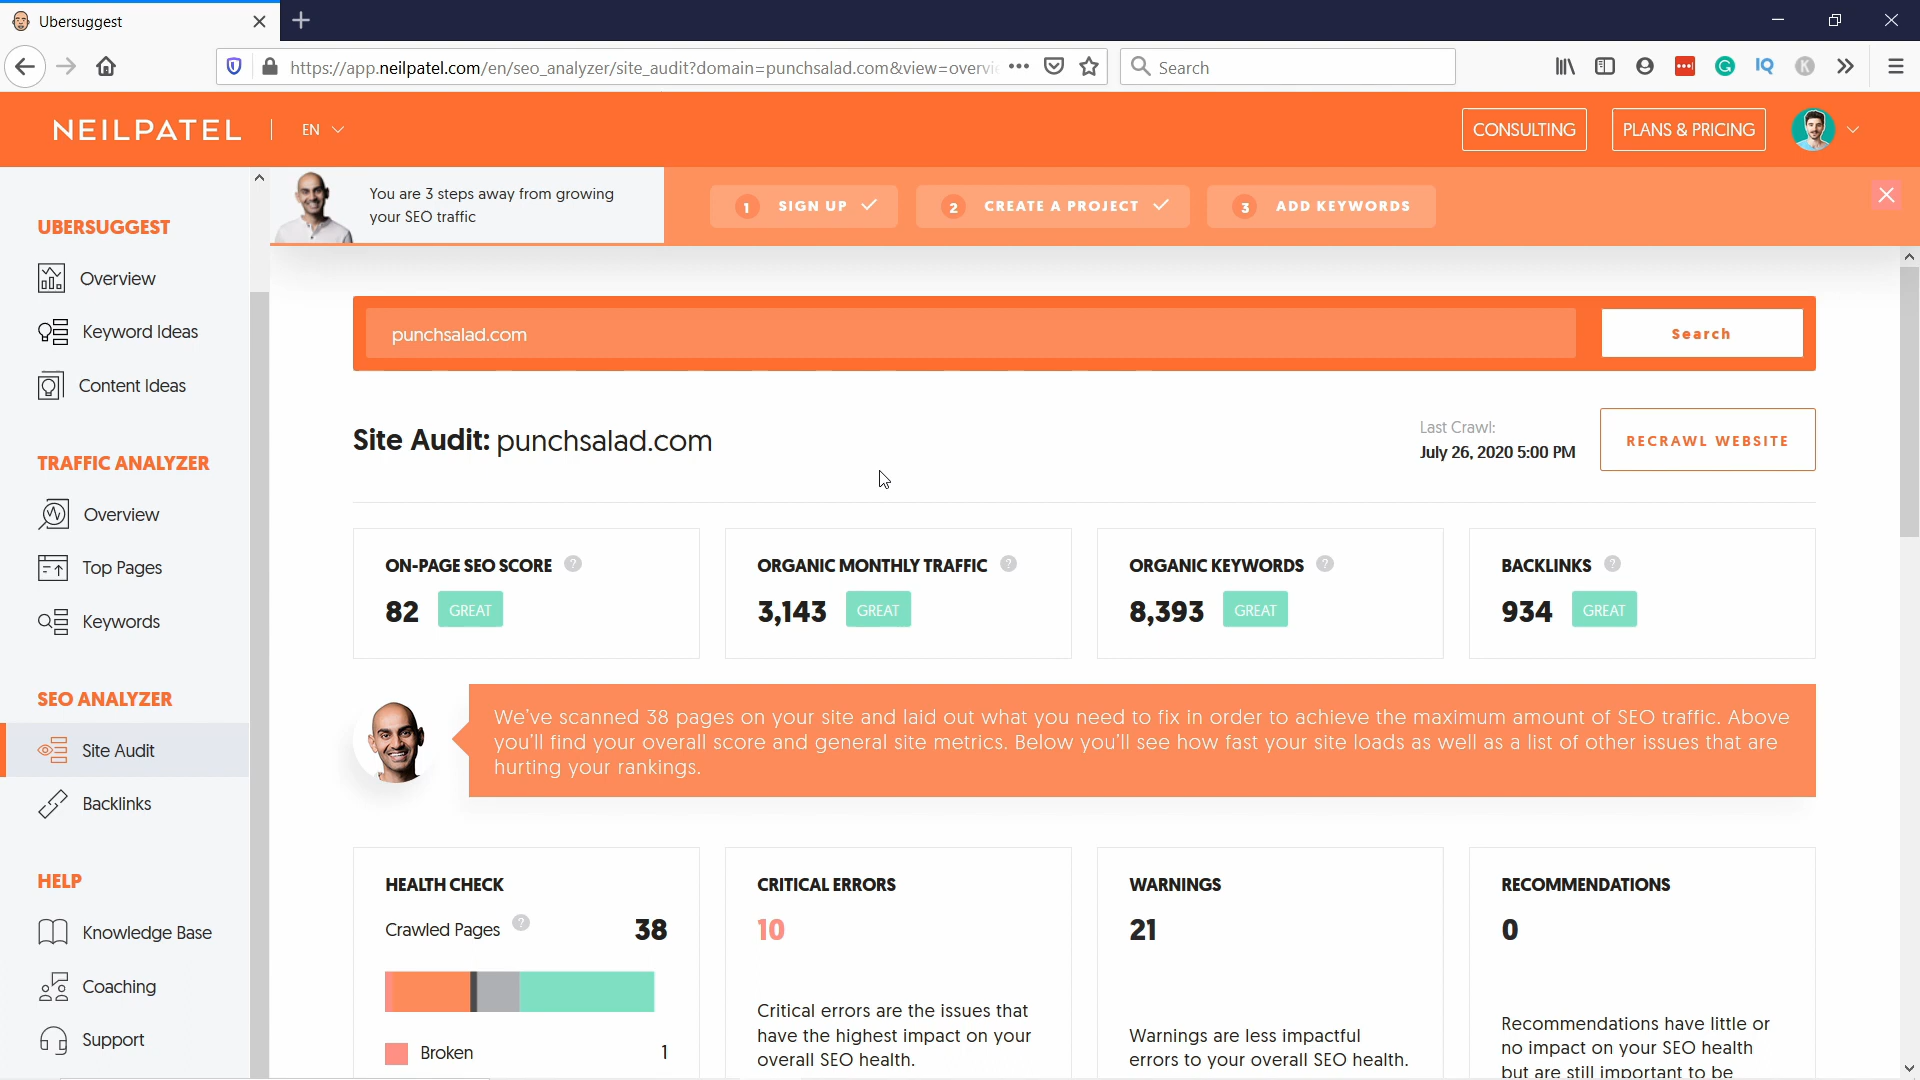 Ubersuggest
https://app.neilpatel.com/en/seo_analyzer/site_audit?domain=punchsalad.com&view=overvi
Search
NEILPATEL
EN
CONSULTING
PLANS & PRICING
You are 3 steps away from growing
your SEO traffic
1 SIGN UP
2 CREATE A PROJECT
3 ADD KEYWORDS
UBERSUGGEST
Overview
Keyword Ideas
Content Ideas
TRAFFIC ANALYZER
Overview
Top Pages
Keywords
SEO ANALYZER
Site Audit
Backlinks
HELP
Knowledge Base
Coaching
Support
punchsalad.com
Search
Site Audit: punchsalad.com
Last Crawl:
July 26, 2020 5:00 PM
RECRAWL WEBSITE
ON-PAGE SEO SCORE ?
82 GREAT
ORGANIC MONTHLY TRAFFIC ?
3,143 GREAT
ORGANIC KEYWORDS ?
8,393 GREAT
BACKLINKS ?
934 GREAT
We've scanned 38 pages on your site and laid out what you need to fix in order to achieve the maximum amount of SEO traffic. Above
you'll find your overall score and general site metrics. Below you'll see how fast your site loads as well as a list of other issues that are
hurting your rankings.
HEALTH CHECK
Crawled Pages ? 38
Broken 1
CRITICAL ERRORS
10
Critical errors are the issues that
have the highest impact on your
overall SEO health.
WARNINGS
21
Warnings are less impactful
errors to your overall SEO health.
RECOMMENDATIONS
0
Recommendations have little or
no impact on your SEO health
but are still important to be
IQ
K